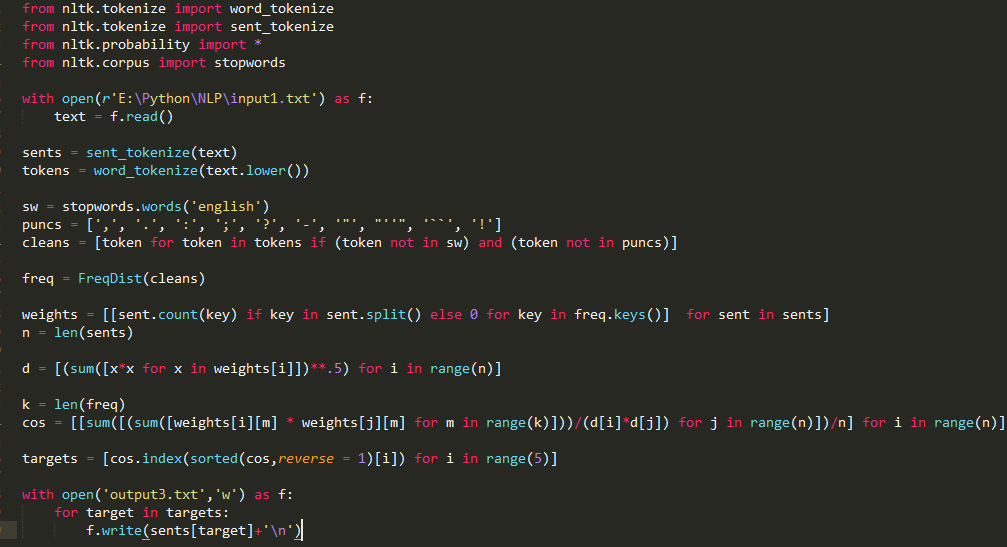 from nltk.tokenize import word_tokenize
from nltk.tokenize import sent_tokenize
from nltk.probability import *
from nltk.corpus import stopwords
with open(r'E:\Python\NLP\input1.txt') as f:
    text = f.read()
sents = sent_tokenize(text)
tokens = word_tokenize(text.lower())
sw = stopwords.words('english')
puncs = [',', '.', ':', ';', '?', '-', '"', "''", '``', '!']
cleans = [token for token in tokens if (token not in sw) and (token not in puncs)]
freq = FreqDist(cleans)
weights = [[sent.count(key) if key in sent.split() else 0 for key in freq.keys()]  for sent in sents]
n = len(sents)
d = [(sum([x*x for x in weights[i]])**.5) for i in range(n)]
k = len(freq)
cos = [[sum([(sum([weights[i][m] * weights[j][m] for m in range(k)]))/(d[i]*d[j]) for j in range(n)])/n] for i in range(n)]
targets = [cos.index(sorted(cos,reverse = 1)[i]) for i in range(5)]
with open('output3.txt','w') as f:
    for target in targets:
        f.write(sents[target]+'\n')